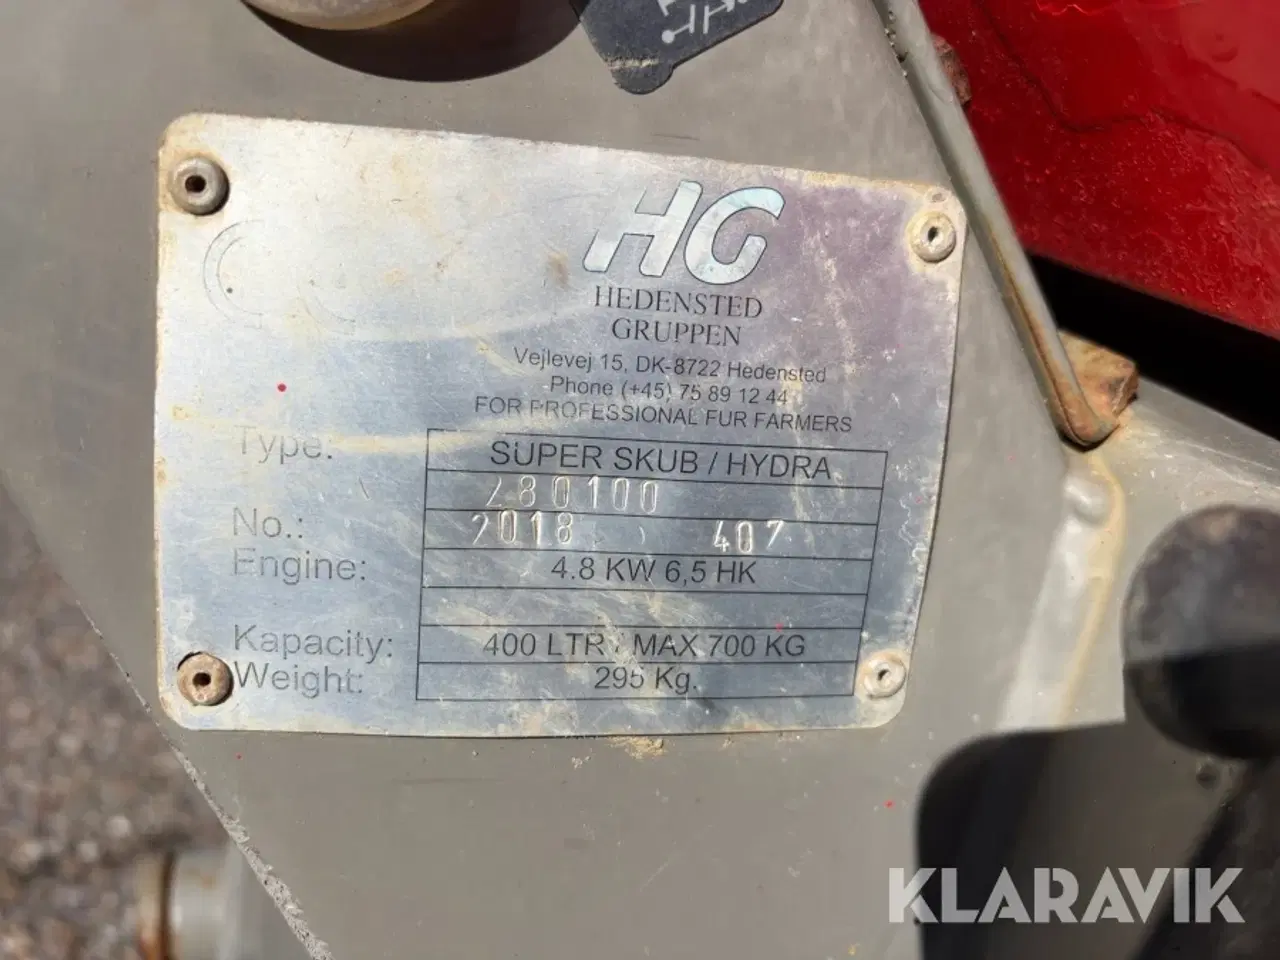 HG
HEDENSTED
GRUPPEN
Vejlevej 15, DK-8722 Hedensted
Phone (+45) 75 89 12 44
FOR PROFESSIONAL FUR FARMERS
Type: SUPER SKUB / HYDRA
280100
No.: 2018 407
Engine: 4.8 KW 6,5 HK
Kapacity: 400 LTR / MAX 700 KG
Weight: 295 Kg.
KLARAVIK